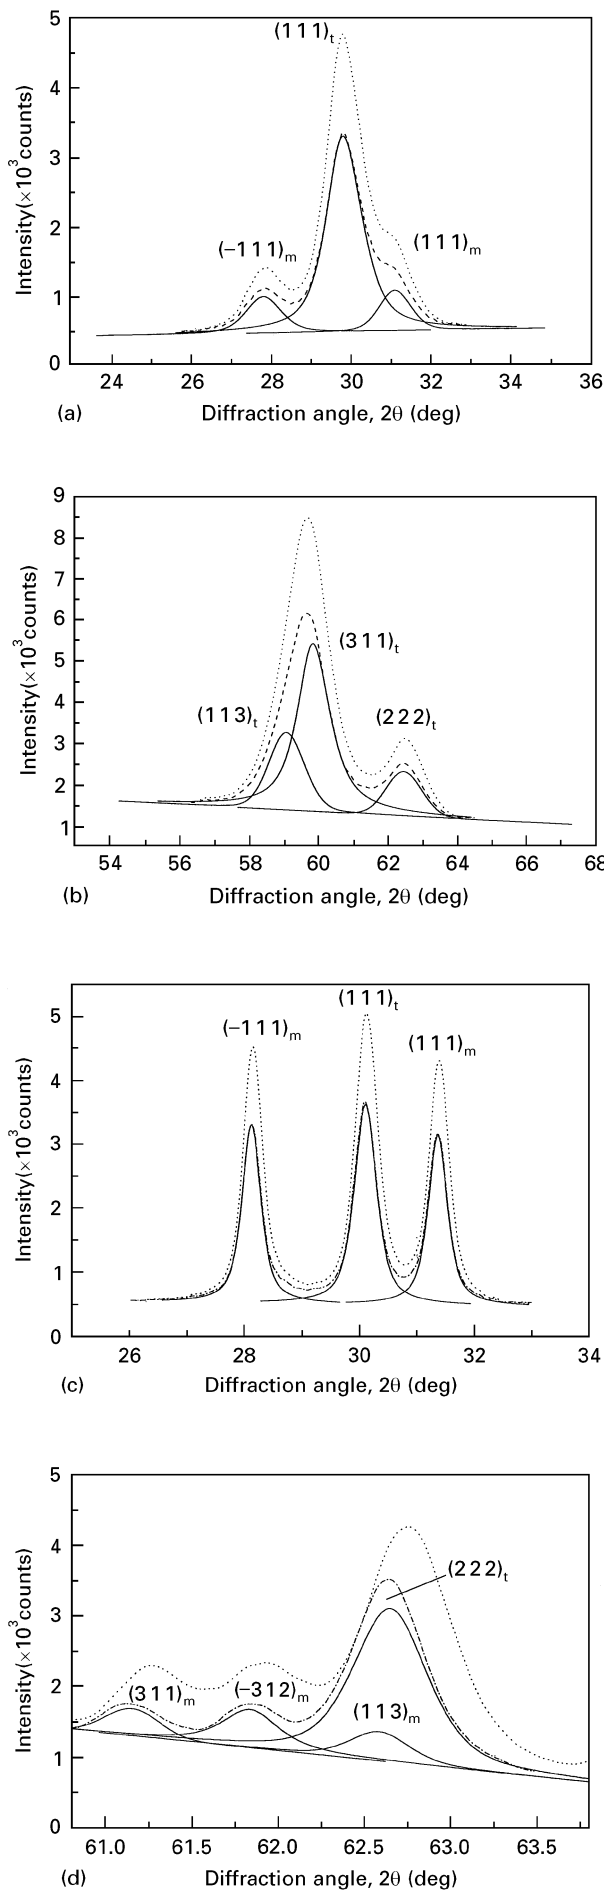 5
(1 1 1)t
4
3
2
1
0
(–1 1 1)m
(1 1 1)m
Intensity(×10³counts)
24 26 28 30 32 34 36
(a) Diffraction angle, 2θ (deg)
9
8
7
6
5
4
3
2
1
(3 1 1)t
(1 1 3)t
(2 2 2)t
Intensity(×10³counts)
54 56 58 60 62 64 66 68
(b) Diffraction angle, 2θ (deg)
5
4
3
2
1
0
(1 1 1)t
(–1 1 1)m
(1 1 1)m
Intensity(×10³counts)
26 28 30 32 34
(c) Diffraction angle, 2θ (deg)
5
4
3
2
1
0
(2 2 2)t
(3 1 1)m
(–3 1 2)m
(1 1 3)m
Intensity(×10³counts)
61.0 61.5 62.0 62.5 63.0 63.5
(d) Diffraction angle, 2θ (deg)